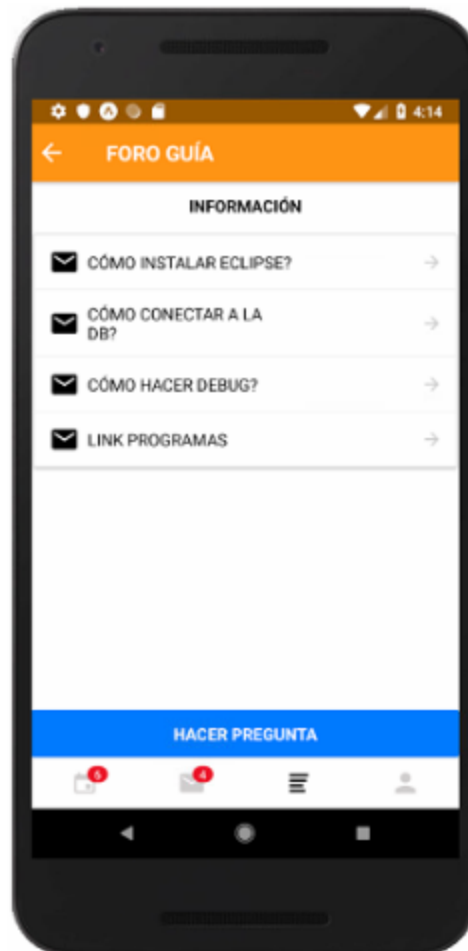 4:14
FORO GUÍA
INFORMACIÓN
CÓMO INSTALAR ECLIPSE?
CÓMO CONECTAR A LA
DB?
CÓMO HACER DEBUG?
LINK PROGRAMAS
HACER PREGUNTA
6
4